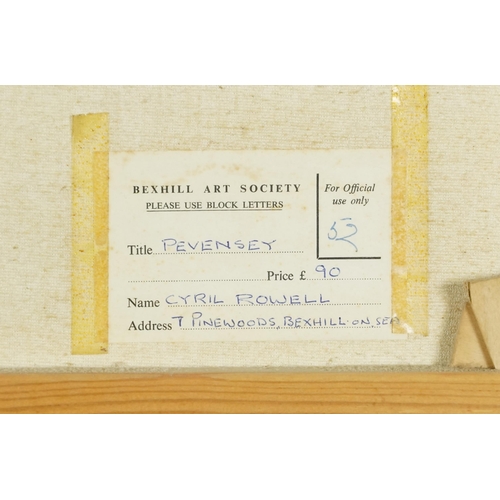 BEXHILL ART SOCIETY
PLEASE USE BLOCK LETTERS
For Official
use only
52
Title PEVENSEY
Price £ 90
Name CYRIL ROWELL
Address 7 PINEWOODS, BEXHILL-ON-SEA